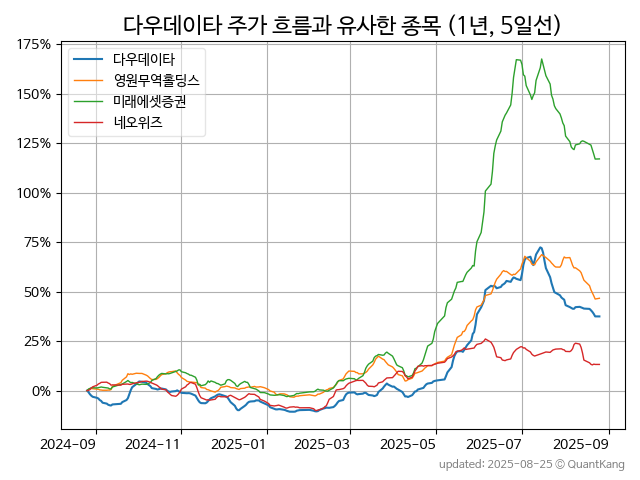 다우데이타 주가 흐름과 유사한 종목 (1년, 5일선)
175%
150%
125%
100%
75%
50%
25%
0%
다우데이타
영원무역홀딩스
미래에셋증권
네오위즈
2024-09 2024-11 2025-01 2025-03 2025-05 2025-07 2025-09
updated: 2025-08-25 © QuantKang